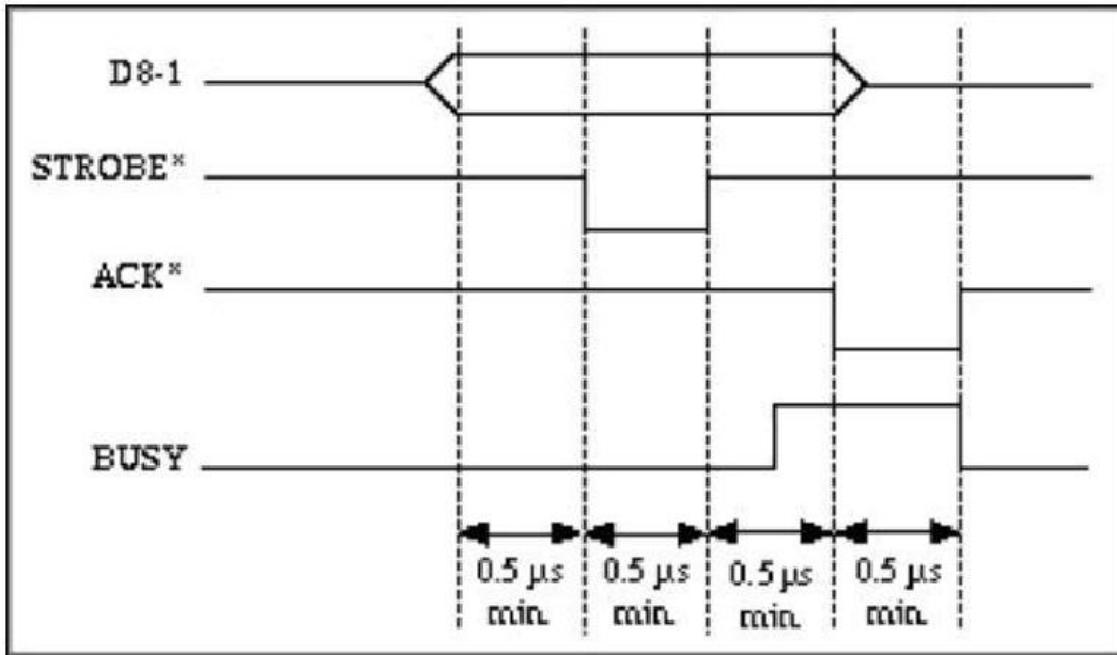 D8-1
STROBE*
ACK*
BUSY
0.5 µs 0.5 µs 0.5 µs 0.5 µs
min. min. min. min.